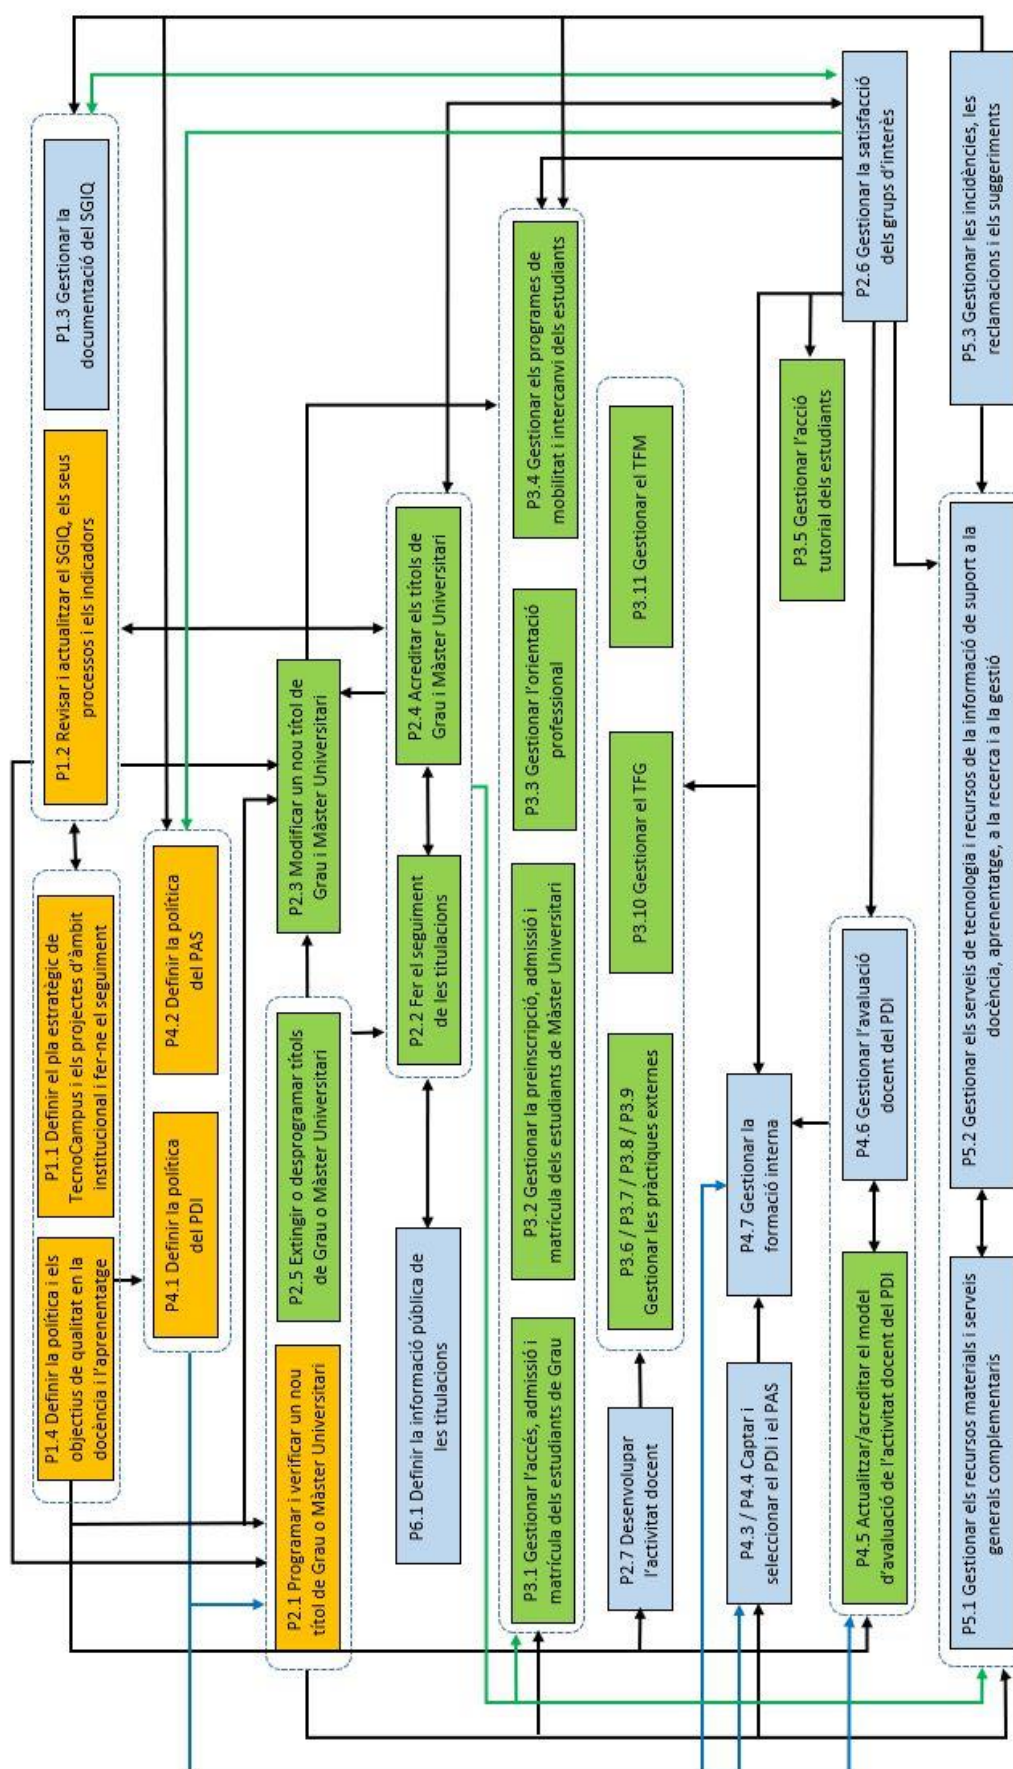 P1.4 Definir la política i els
objectius de qualitat en la
docència i l'aprenentatge
P1.1 Definir el pla estratègic de
TecnoCampus i els projectes d'àmbit
institucional i fer-ne el seguiment
P1.2 Revisar i actualitzar el SGIQ, els seus
processos i els indicadors
P1.3 Gestionar la
documentació del SGIQ
P4.1 Definir la política
del PDI
P4.2 Definir la política
del PAS
P2.1 Programar i verificar un nou
títol de Grau o Màster Universitari
P2.5 Extingir o desprogramar títols
de Grau o Màster Universitari
P2.3 Modificar un nou títol de
Grau i Màster Universitari
P6.1 Definir la informació pública de
les titulacions
P2.2 Fer el seguiment
de les titulacions
P2.4 Acreditar els títols de
Grau i Màster Universitari
P3.1 Gestionar l'accés, admissió i
matrícula dels estudiants de Grau
P3.2 Gestionar la preinscripció, admissió i
matrícula dels estudiants de Màster Universitari
P3.3 Gestionar l'orientació
professional
P3.4 Gestionar els programes de
mobilitat i intercanvi dels estudiants
P2.7 Desenvolupar
l'activitat docent
P3.6 / P3.7 / P3.8 / P3.9
Gestionar les pràctiques externes
P3.10 Gestionar el TFG
P3.11 Gestionar el TFM
P4.3 / P4.4 Captar i
seleccionar el PDI i el PAS
P4.7 Gestionar la
formació interna
P3.5 Gestionar l'acció
tutorial dels estudiants
P2.6 Gestionar la satisfacció
dels grups d'interès
P4.5 Actualitzar/acreditar el model
d'avaluació de l'activitat docent del PDI
P4.6 Gestionar l'avaluació
docent del PDI
P5.1 Gestionar els recursos materials i serveis
generals complementaris
P5.2 Gestionar els serveis de tecnologia i recursos de la informació de suport a la
docència, aprenentatge, a la recerca i a la gestió
P5.3 Gestionar les incidències, les
reclamacions i els suggeriments